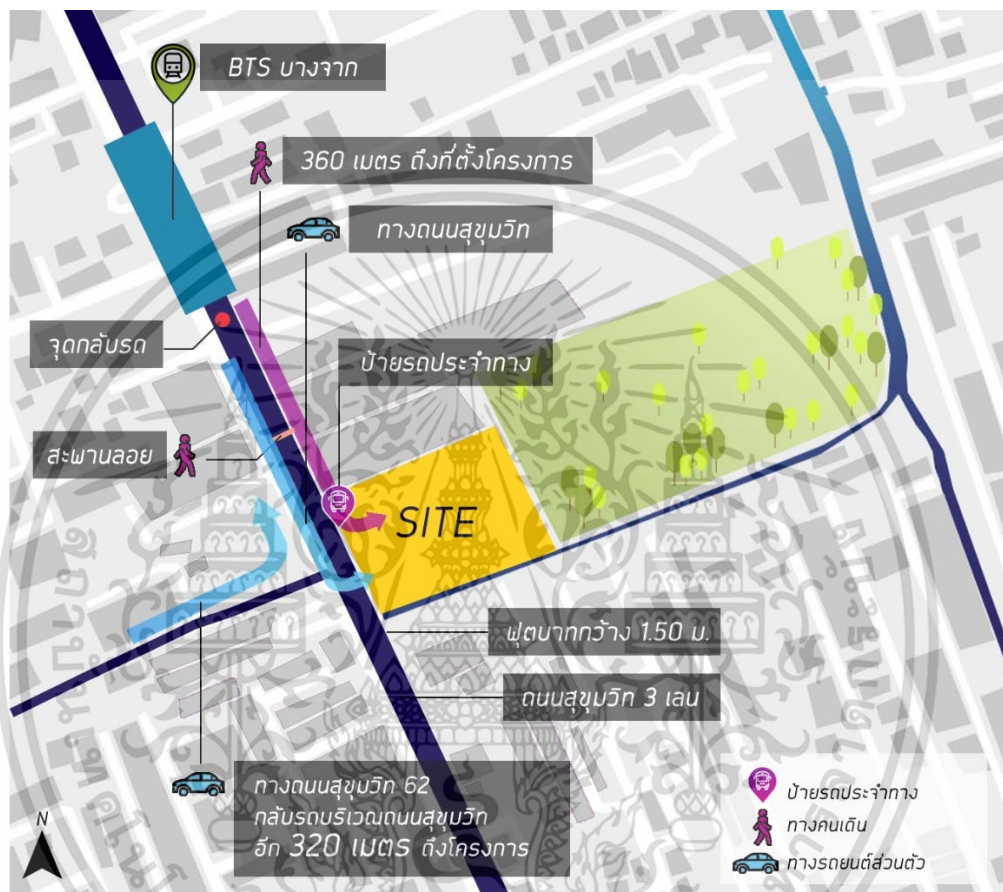 BTS บางจาก
360 เมตร ถึงที่ตั้งโครงการ
ทางถนนสุขุมวิท
จุดกลับรถ
ป้ายรถประจำทาง
สะพานลอย
SITE
ฟุตบาทกว้าง 1.50 ม.
ถนนสุขุมวิท 3 เลน
ทางถนนสุขุมวิท 62
กลับรถบริเวณถนนสุขุมวิท
อีก 320 เมตร ถึงโครงการ
N
ป้ายรถประจำทาง
ทางคนเดิน
ทางรถยนต์ส่วนตัว